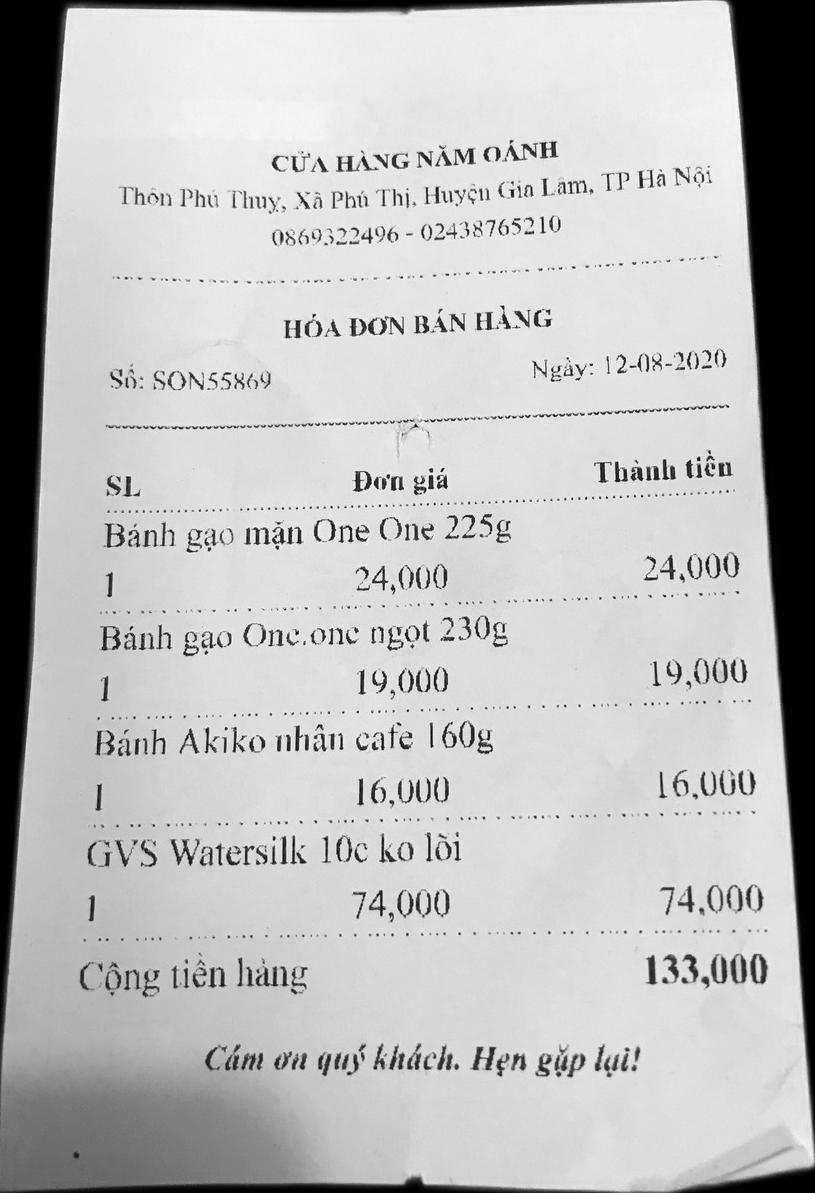 CỬA HÀNG NĂM OÁNH
Thôn Phú Thuỵ, Xã Phú Thị, Huyện Gia Lâm, TP Hà Nội
0869322496 - 02438765210
HÓA ĐƠN BÁN HÀNG
Số: SON55869 Ngày: 12-08-2020
SL Đơn giá Thành tiền
Bánh gạo mặn One One 225g
1 24,000 24,000
Bánh gạo One.one ngọt 230g
1 19,000 19,000
Bánh Akiko nhân cafe 160g
1 16,000 16,000
GVS Watersilk 10c ko lõi
1 74,000 74,000
Cộng tiền hàng 133,000
Cám ơn quý khách. Hẹn gặp lại!